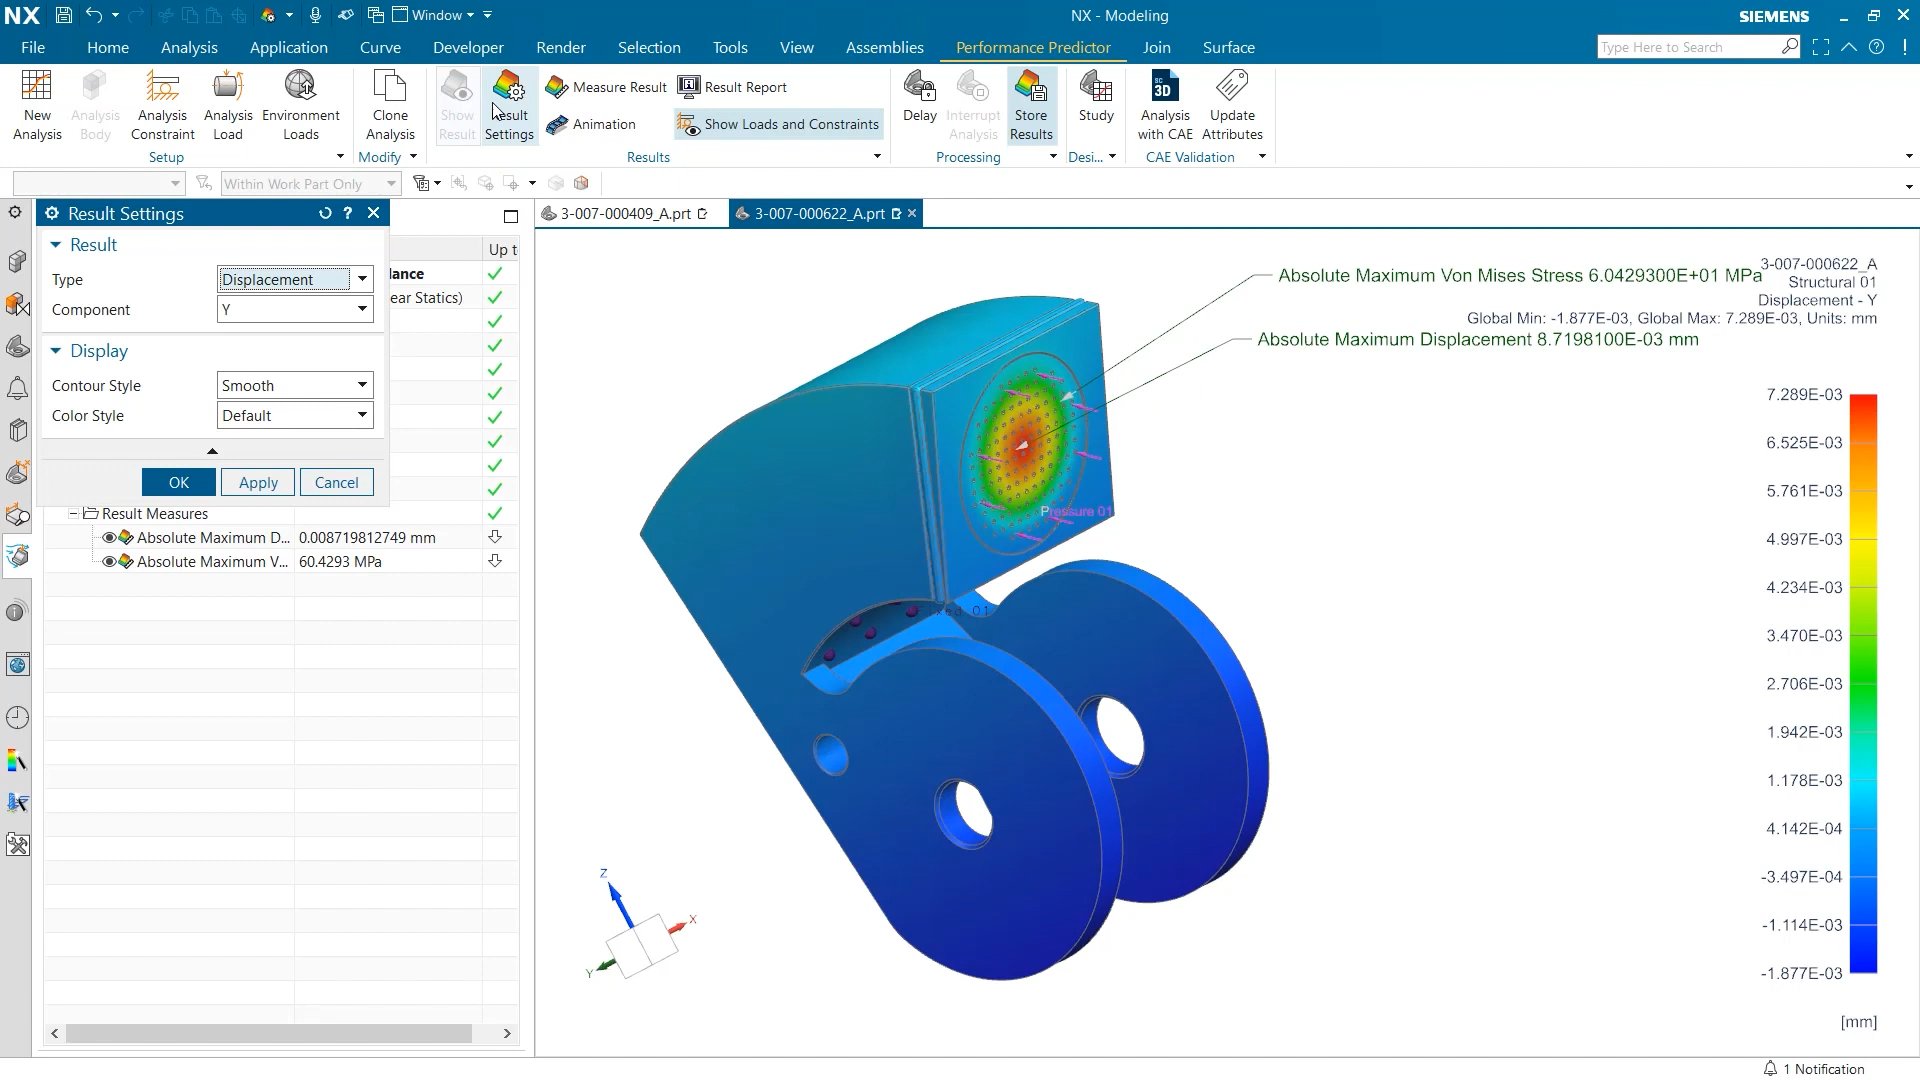 NX
Window
NX - Modeling
SIEMENS
File
Home
Analysis
Application
Curve
Developer
Render
Selection
Tools
View
Assemblies
Performance Predictor
Join
Surface
Type Here to Search
New Analysis
Analysis Body
Analysis Constraint
Analysis Load
Environment Loads
Setup
Clone Analysis
Modify
Show Result
Result Settings
Measure Result
Animation
Result Report
Show Loads and Constraints
Results
Delay
Interrupt Analysis
Store Results
Processing
Study
Desi...
SC
3D
Analysis with CAE
Update Attributes
CAE Validation
Within Work Part Only
Result Settings
Result
Type
Displacement
Component
Y
Display
Contour Style
Smooth
Color Style
Default
OK
Apply
Cancel
Up t
lance
ear Statics)
Result Measures
Absolute Maximum D...
0.008719812749 mm
Absolute Maximum V...
60.4293 MPa
3-007-000409_A.prt
3-007-000622_A.prt
Absolute Maximum Von Mises Stress 6.0429300E+01 MPa
Absolute Maximum Displacement 8.7198100E-03 mm
3-007-000622_A
Structural 01
Displacement - Y
Global Min: -1.877E-03, Global Max: 7.289E-03, Units: mm
Pressure 01
7.289E-03
6.525E-03
5.761E-03
4.997E-03
4.234E-03
3.470E-03
2.706E-03
1.942E-03
1.178E-03
4.142E-04
-3.497E-04
-1.114E-03
-1.877E-03
[mm]
Z
X
Y
1 Notification